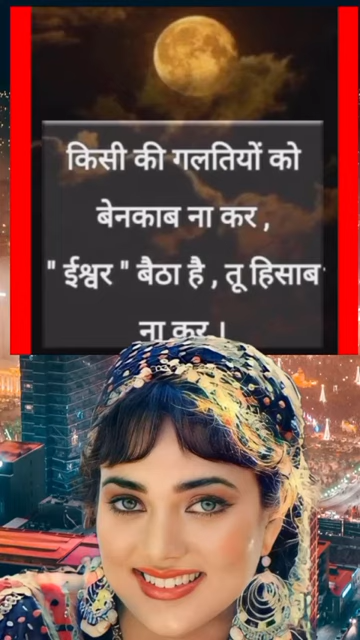 किसी की गलतियों को
बेनकाब ना कर ,
" ईश्वर " बैठा है , तू हिसाब
ना कर ।